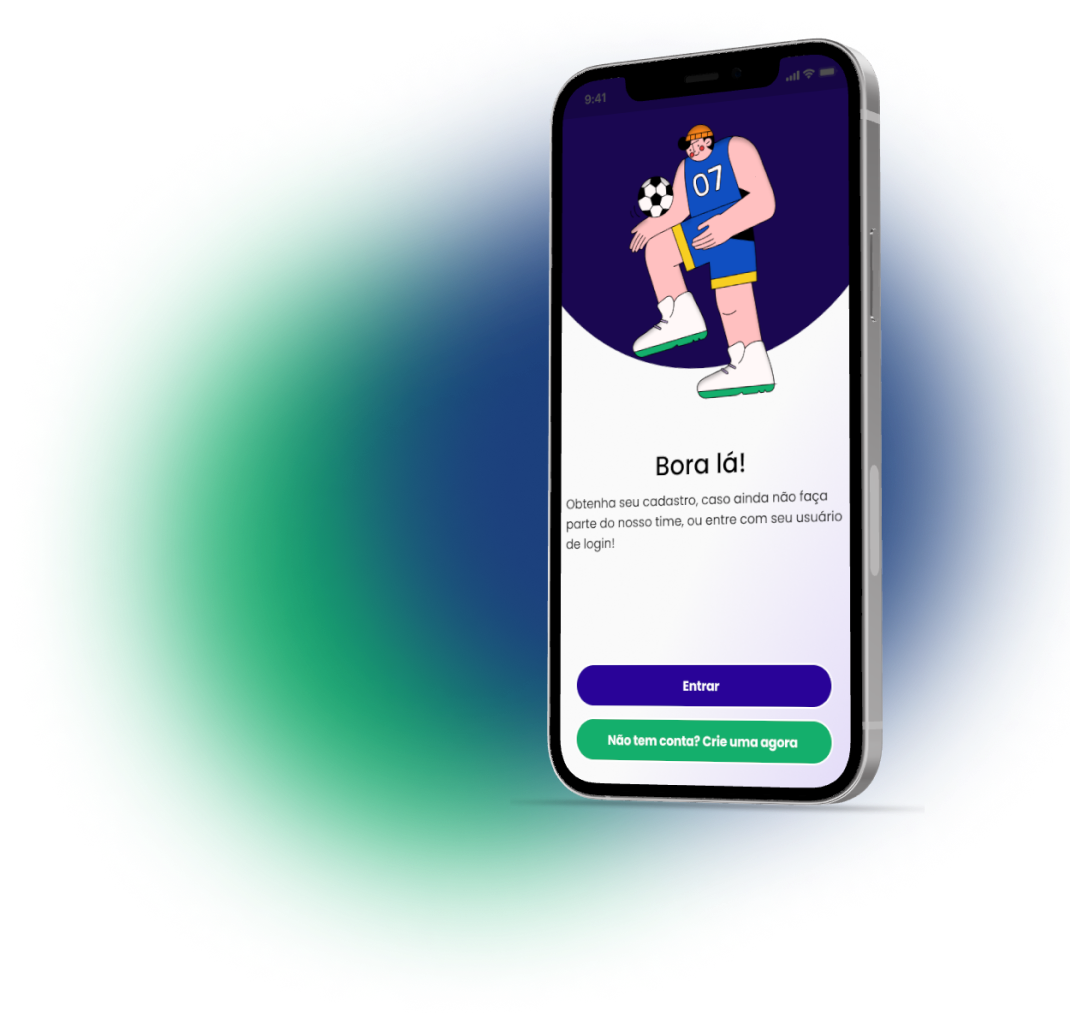 9:41
07
Bora lá!
Obtenha seu cadastro, caso ainda não faça
parte do nosso time, ou entre com seu usuário
de login!
Entrar
Não tem conta? Crie uma agora